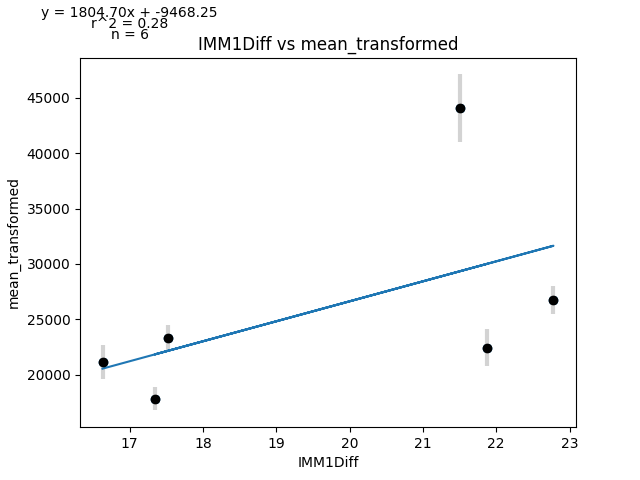 y = 1804.70x + -9468.25
r^2 = 0.28
n = 6
IMM1Diff vs mean_transformed
mean_transformed
45000
40000
35000
30000
25000
20000
17 18 19 20 21 22 23
IMM1Diff